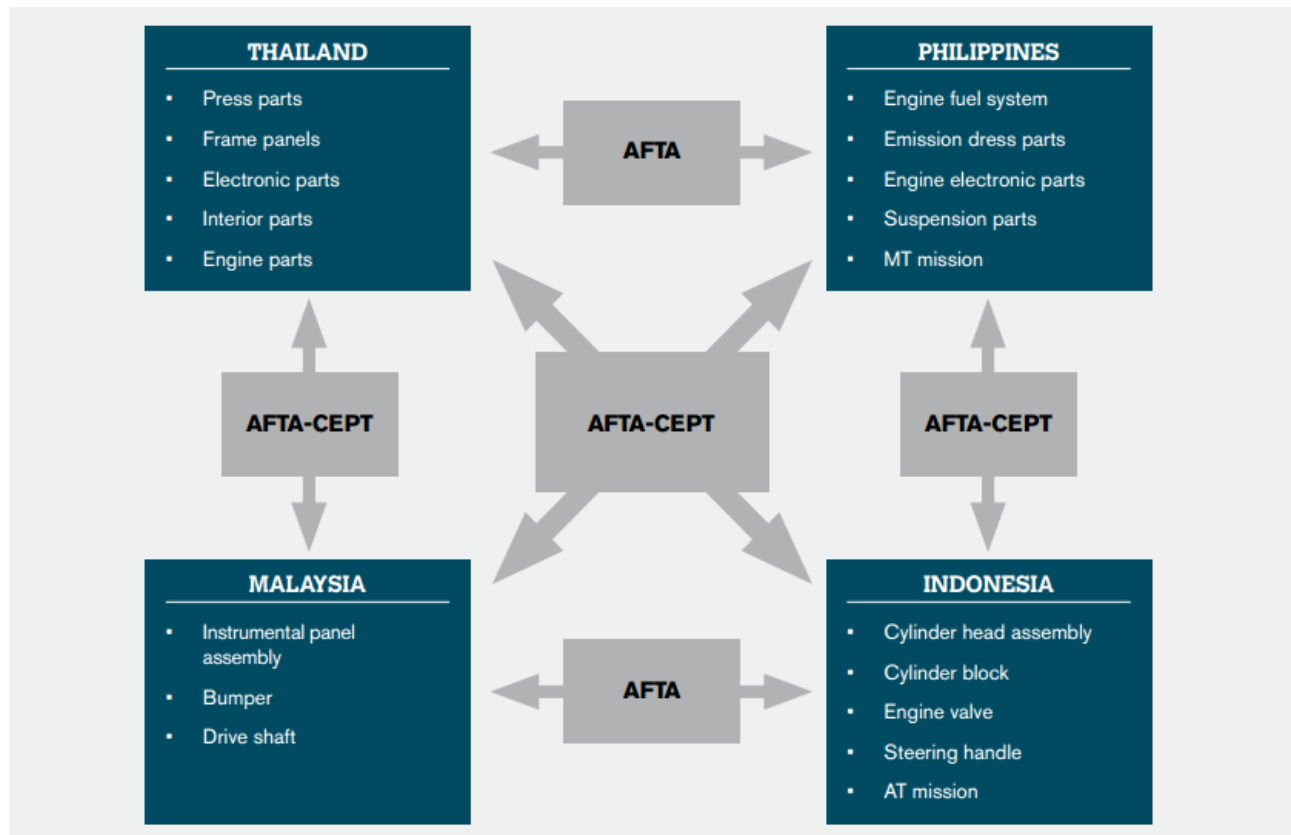 THAILAND
▪ Press parts
▪ Frame panels
▪ Electronic parts
▪ Interior parts
▪ Engine parts
AFTA
PHILIPPINES
▪ Engine fuel system
▪ Emission dress parts
▪ Engine electronic parts
▪ Suspension parts
▪ MT mission
AFTA-CEPT
AFTA-CEPT
AFTA-CEPT
MALAYSIA
▪ Instrumental panel
assembly
▪ Bumper
▪ Drive shaft
AFTA
INDONESIA
▪ Cylinder head assembly
▪ Cylinder block
▪ Engine valve
▪ Steering handle
▪ AT mission